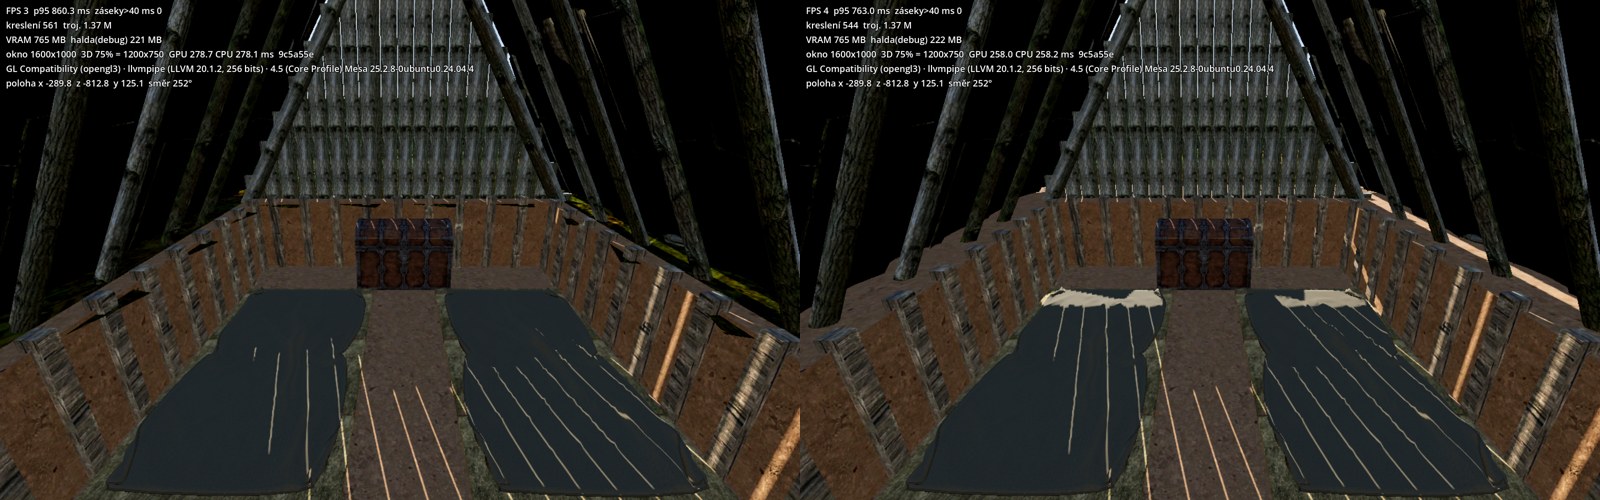 FPS 3 p95 860.3 ms záseky>40 ms 0
kreslení 561 troj. 1.37 M
VRAM 765 MB halda(debug) 221 MB
okno 1600x1000 3D 75% = 1200x750 GPU 278.7 CPU 278.1 ms 9c5a55e
GL Compatibility (opengl3) · llvmpipe (LLVM 20.1.2, 256 bits) · 4.5 (Core Profile) Mesa 25.2.8-0ubuntu0.24.04.4
poloha x -289.8 z -812.8 y 125.1 směr 252°
FPS 4 p95 763.0 ms záseky>40 ms 0
kreslení 544 troj. 1.37 M
VRAM 765 MB halda(debug) 222 MB
okno 1600x1000 3D 75% = 1200x750 GPU 258.0 CPU 258.2 ms 9c5a55e
GL Compatibility (opengl3) · llvmpipe (LLVM 20.1.2, 256 bits) · 4.5 (Core Profile) Mesa 25.2.8-0ubuntu0.24.04.4
poloha x -289.8 z -812.8 y 125.1 směr 252°